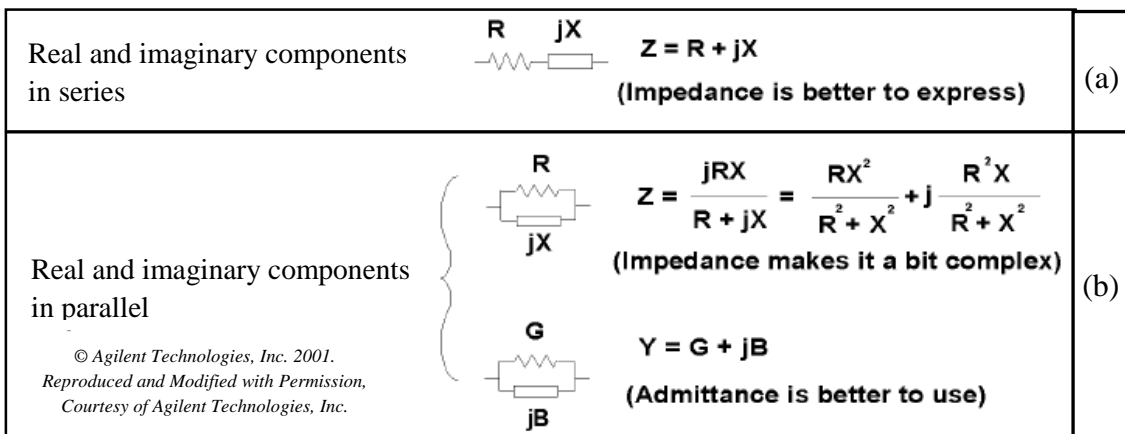 Real and imaginary components
in series
R jX
Z = R + jX
(Impedance is better to express)
(a)
Real and imaginary components
in parallel
© Agilent Technologies, Inc. 2001.
Reproduced and Modified with Permission,
Courtesy of Agilent Technologies, Inc.
R
jX
Z = jRX / R + jX = RX² / R² + X² + j R²X / R² + X²
(Impedance makes it a bit complex)
G
jB
Y = G + jB
(Admittance is better to use)
(b)